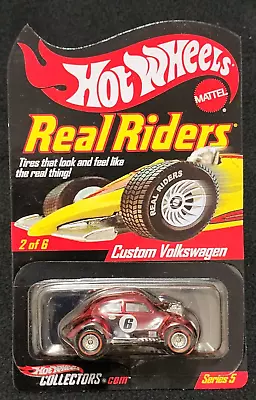 Hot Wheels
MATTEL
Real Riders
Tires that look and feel like
the real thing!
REAL RIDERS
2 of 6
Custom Volkswagen
6
Hot Wheels
COLLECTORS.com
Series 5